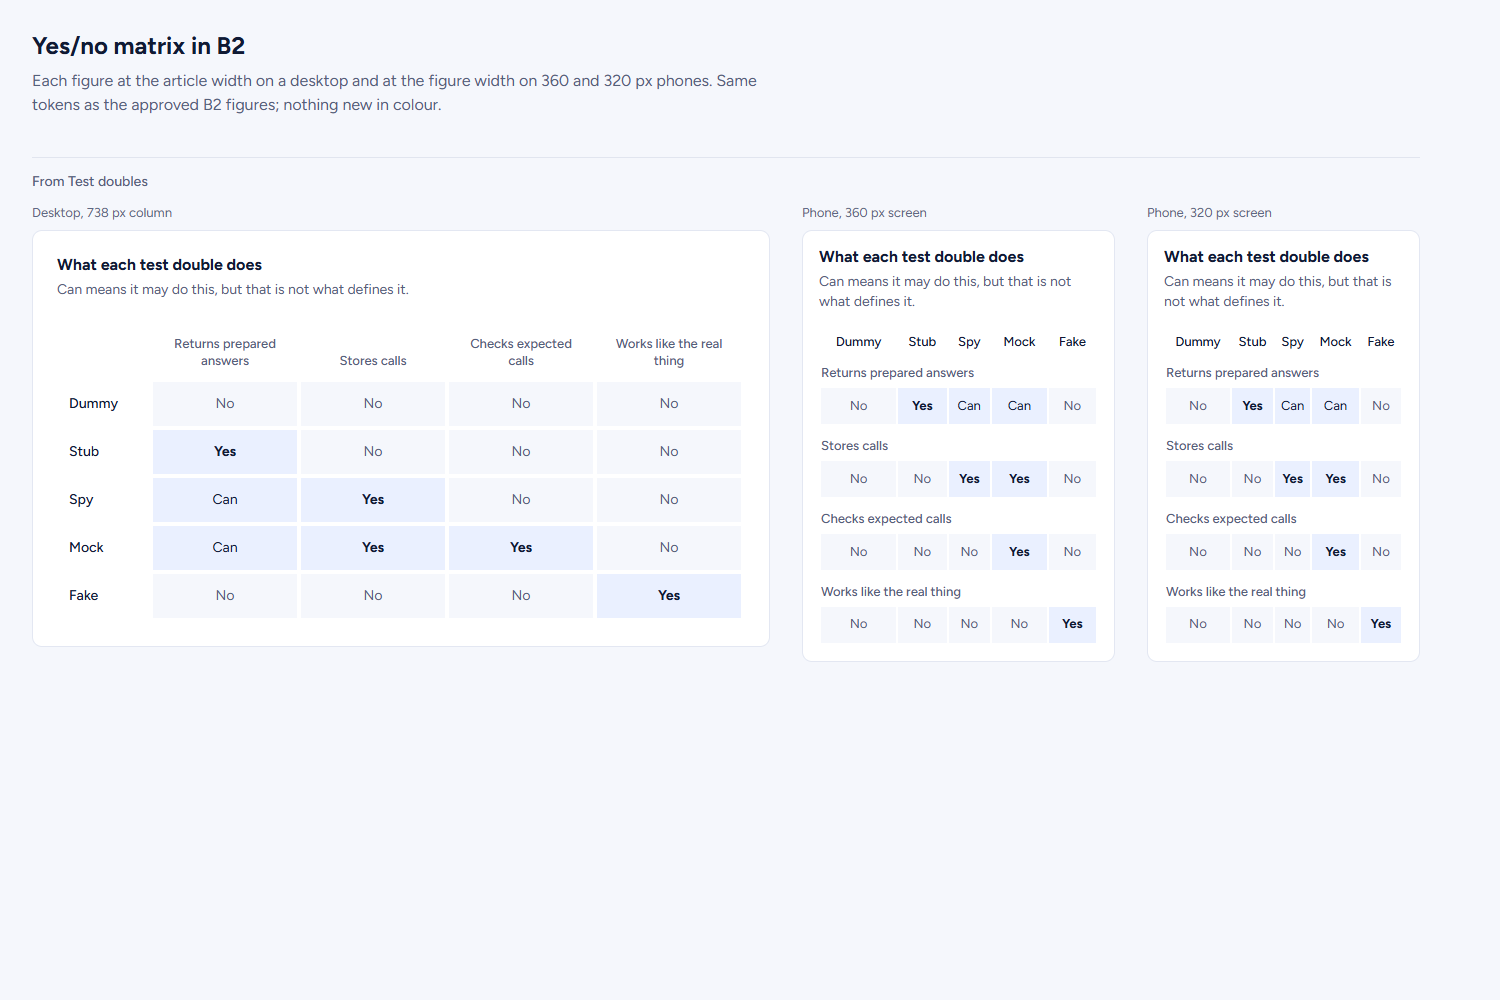 Yes/no matrix in B2
Each figure at the article width on a desktop and at the figure width on 360 and 320 px phones. Same
tokens as the approved B2 figures; nothing new in colour.
From Test doubles
Desktop, 738 px column
What each test double does
Can means it may do this, but that is not what defines it.
Returns prepared answers Stores calls Checks expected calls Works like the real thing
Dummy No No No No
Stub Yes No No No
Spy Can Yes No No
Mock Can Yes Yes No
Fake No No No Yes
Phone, 360 px screen
What each test double does
Can means it may do this, but that is not
what defines it.
Dummy Stub Spy Mock Fake
Returns prepared answers
No Yes Can Can No
Stores calls
No No Yes Yes No
Checks expected calls
No No No Yes No
Works like the real thing
No No No No Yes
Phone, 320 px screen
What each test double does
Can means it may do this, but that is
not what defines it.
Dummy Stub Spy Mock Fake
Returns prepared answers
No Yes Can Can No
Stores calls
No No Yes Yes No
Checks expected calls
No No No Yes No
Works like the real thing
No No No No Yes